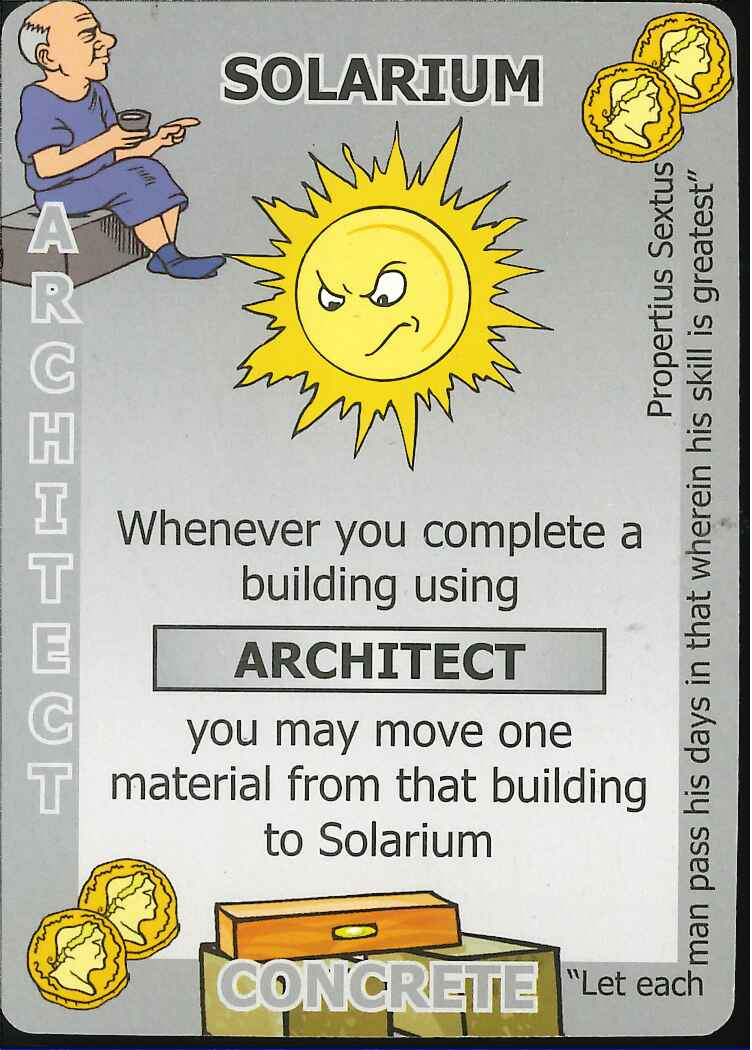 SOLARIUM
ARCHITECT
Whenever you complete a
building using
ARCHITECT
you may move one
material from that building
to Solarium
CONCRETE
“Let each
man pass his days in that wherein his skill is greatest”
Propertius Sextus